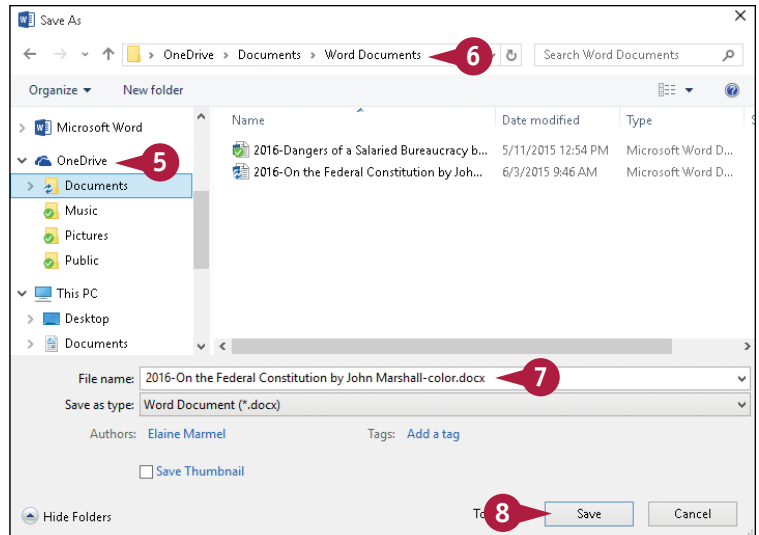 Save As
OneDrive > Documents > Word Documents
6
Search Word Documents
Organize
New folder
Name
Date modified
Type
Microsoft Word
2016-Dangers of a Salaried Bureaucracy b... 5/11/2015 12:54 PM Microsoft Word D...
OneDrive
5
2016-On the Federal Constitution by Joh... 6/3/2015 9:46 AM Microsoft Word D...
Documents
Music
Pictures
Public
This PC
Desktop
Documents
File name: 2016-On the Federal Constitution by John Marshall-color.docx
7
Save as type: Word Document (*.docx)
Authors: Elaine Marmel
Tags: Add a tag
Save Thumbnail
Hide Folders
8
Save
Cancel